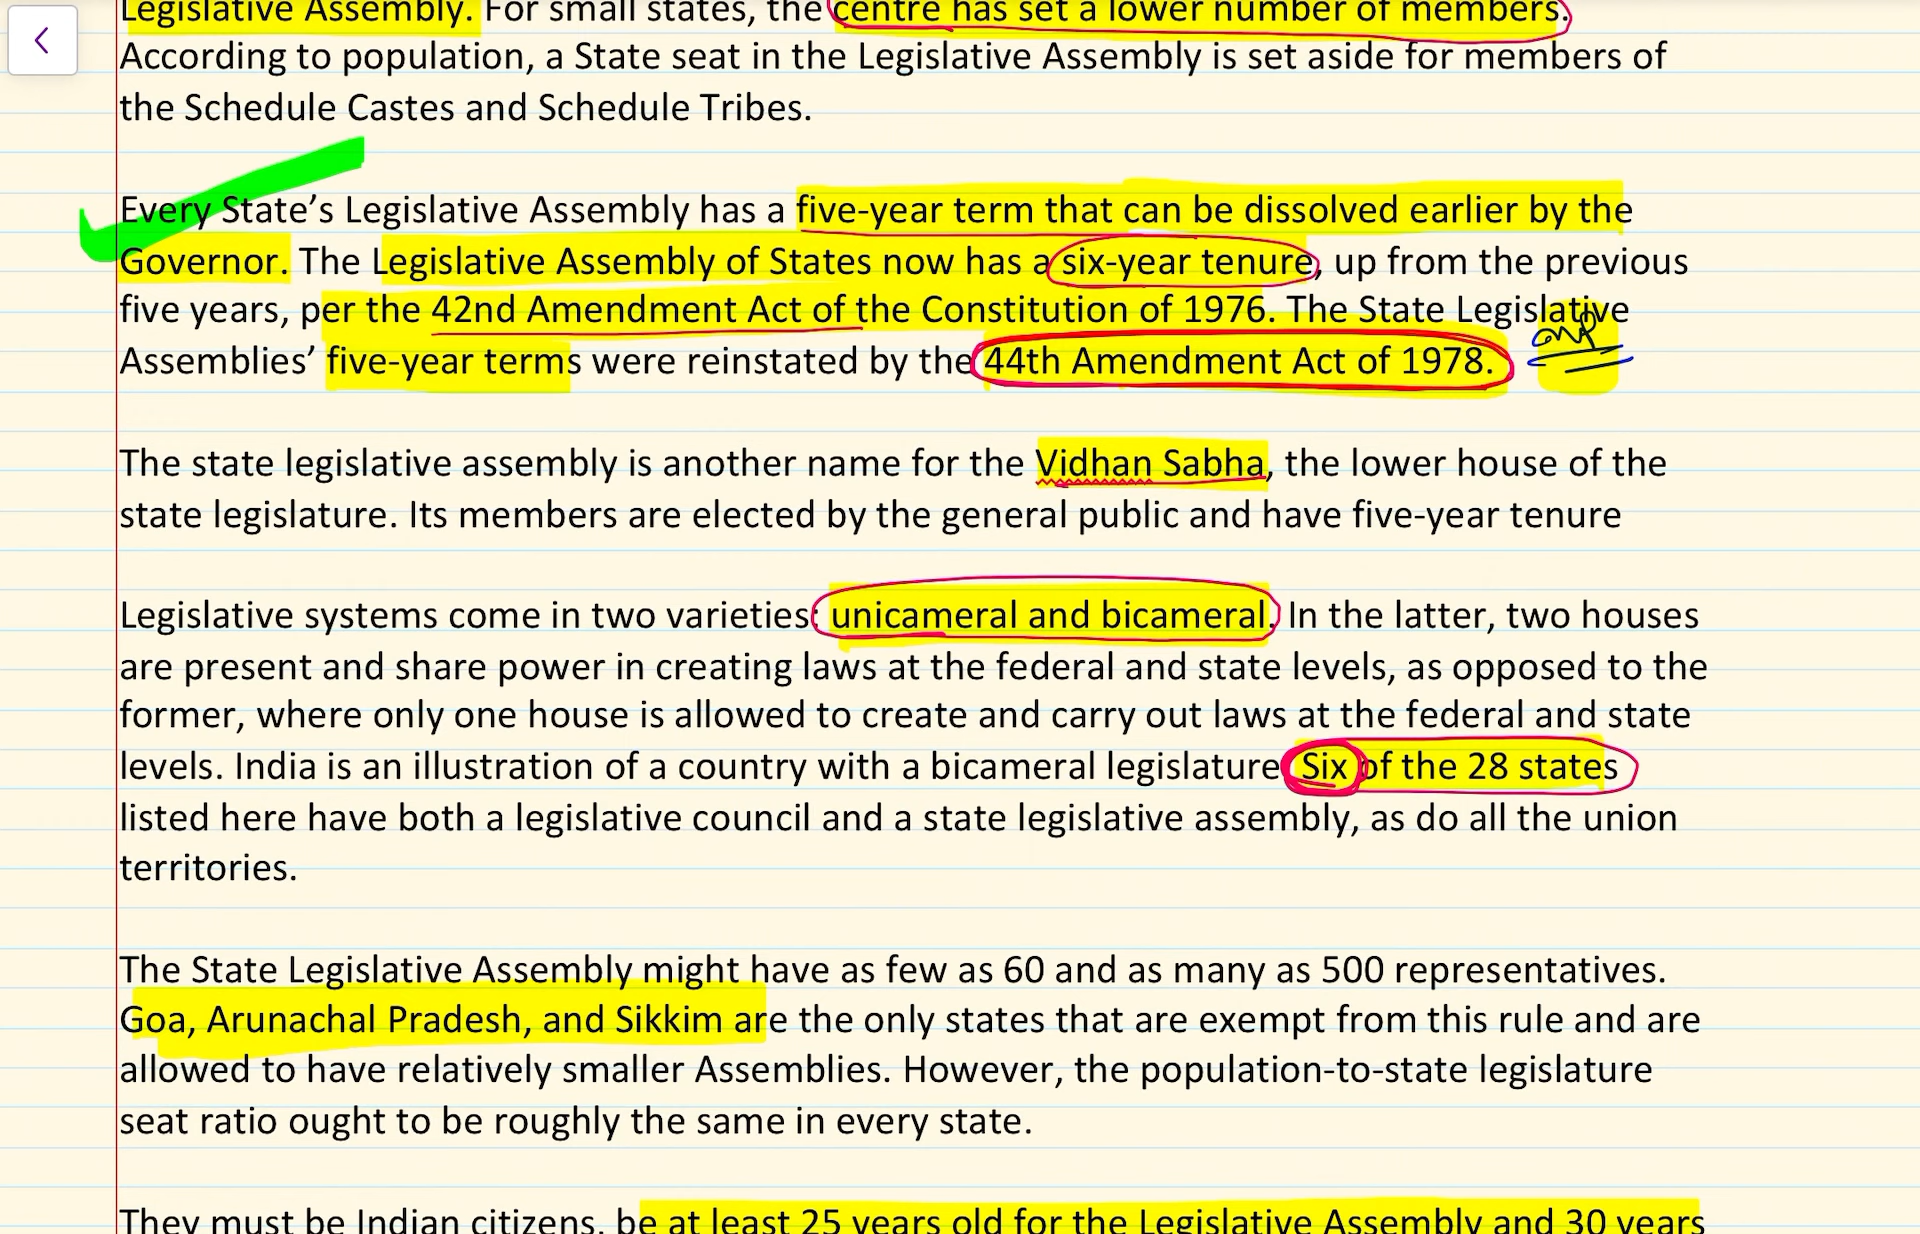 Legislative Assembly. For small states, the centre has set a lower number of members.
According to population, a State seat in the Legislative Assembly is set aside for members of
the Schedule Castes and Schedule Tribes.
Every State’s Legislative Assembly has a five-year term that can be dissolved earlier by the
Governor. The Legislative Assembly of States now has a six-year tenure, up from the previous
five years, per the 42nd Amendment Act of the Constitution of 1976. The State Legislative
Assemblies’ five-year terms were reinstated by the 44th Amendment Act of 1978.
The state legislative assembly is another name for the Vidhan Sabha, the lower house of the
state legislature. Its members are elected by the general public and have five-year tenure
Legislative systems come in two varieties: unicameral and bicameral. In the latter, two houses
are present and share power in creating laws at the federal and state levels, as opposed to the
former, where only one house is allowed to create and carry out laws at the federal and state
levels. India is an illustration of a country with a bicameral legislature Six of the 28 states
listed here have both a legislative council and a state legislative assembly, as do all the union
territories.
The State Legislative Assembly might have as few as 60 and as many as 500 representatives.
Goa, Arunachal Pradesh, and Sikkim are the only states that are exempt from this rule and are
allowed to have relatively smaller Assemblies. However, the population-to-state legislature
seat ratio ought to be roughly the same in every state.
They must be Indian citizens, be at least 25 years old for the Legislative Assembly and 30 years